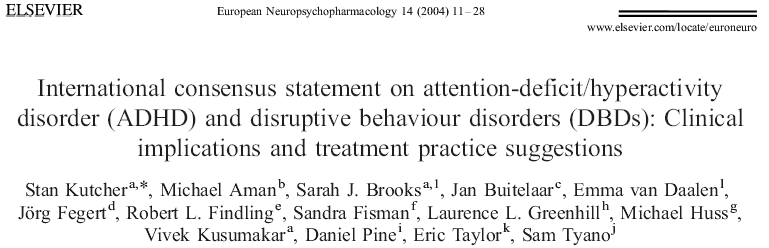 ELSEVIER
European Neuropsychopharmacology 14 (2004) 11–28
www.elsevier.com/locate/euroneuro
International consensus statement on attention-deficit/hyperactivity
disorder (ADHD) and disruptive behaviour disorders (DBDs): Clinical
implications and treatment practice suggestions
Stan Kutcher^a,*, Michael Aman^b, Sarah J. Brooks^a,1, Jan Buitelaar^c, Emma van Daalen^l,
Jörg Fegert^d, Robert L. Findling^e, Sandra Fisman^f, Laurence L. Greenhill^h, Michael Huss^g,
Vivek Kusumakar^a, Daniel Pine^i, Eric Taylor^k, Sam Tyano^j